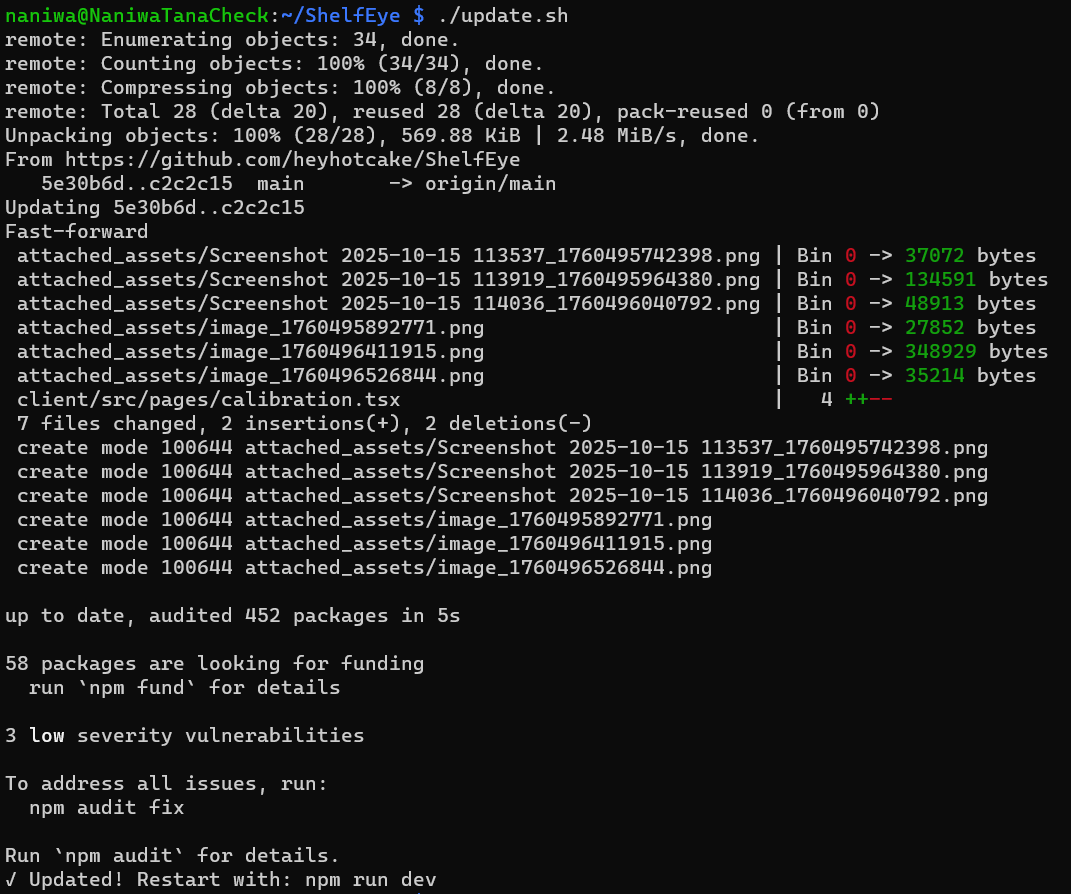 naniwa@NaniwaTanaCheck:~/ShelfEye $ ./update.sh
remote: Enumerating objects: 34, done.
remote: Counting objects: 100% (34/34), done.
remote: Compressing objects: 100% (8/8), done.
remote: Total 28 (delta 20), reused 28 (delta 20), pack-reused 0 (from 0)
Unpacking objects: 100% (28/28), 569.88 KiB | 2.48 MiB/s, done.
From https://github.com/heyhotcake/ShelfEye
   5e30b6d..c2c2c15  main       -> origin/main
Updating 5e30b6d..c2c2c15
Fast-forward
 attached_assets/Screenshot 2025-10-15 113537_1760495742398.png | Bin 0 -> 37072 bytes
 attached_assets/Screenshot 2025-10-15 113919_1760495964380.png | Bin 0 -> 134591 bytes
 attached_assets/Screenshot 2025-10-15 114036_1760496040792.png | Bin 0 -> 48913 bytes
 attached_assets/image_1760495892771.png                        | Bin 0 -> 27852 bytes
 attached_assets/image_1760496411915.png                        | Bin 0 -> 348929 bytes
 attached_assets/image_1760496526844.png                        | Bin 0 -> 35214 bytes
 client/src/pages/calibration.tsx                               |   4 ++--
 7 files changed, 2 insertions(+), 2 deletions(-)
 create mode 100644 attached_assets/Screenshot 2025-10-15 113537_1760495742398.png
 create mode 100644 attached_assets/Screenshot 2025-10-15 113919_1760495964380.png
 create mode 100644 attached_assets/Screenshot 2025-10-15 114036_1760496040792.png
 create mode 100644 attached_assets/image_1760495892771.png
 create mode 100644 attached_assets/image_1760496411915.png
 create mode 100644 attached_assets/image_1760496526844.png

up to date, audited 452 packages in 5s

58 packages are looking for funding
  run `npm fund` for details

3 low severity vulnerabilities

To address all issues, run:
  npm audit fix

Run `npm audit` for details.
√ Updated! Restart with: npm run dev